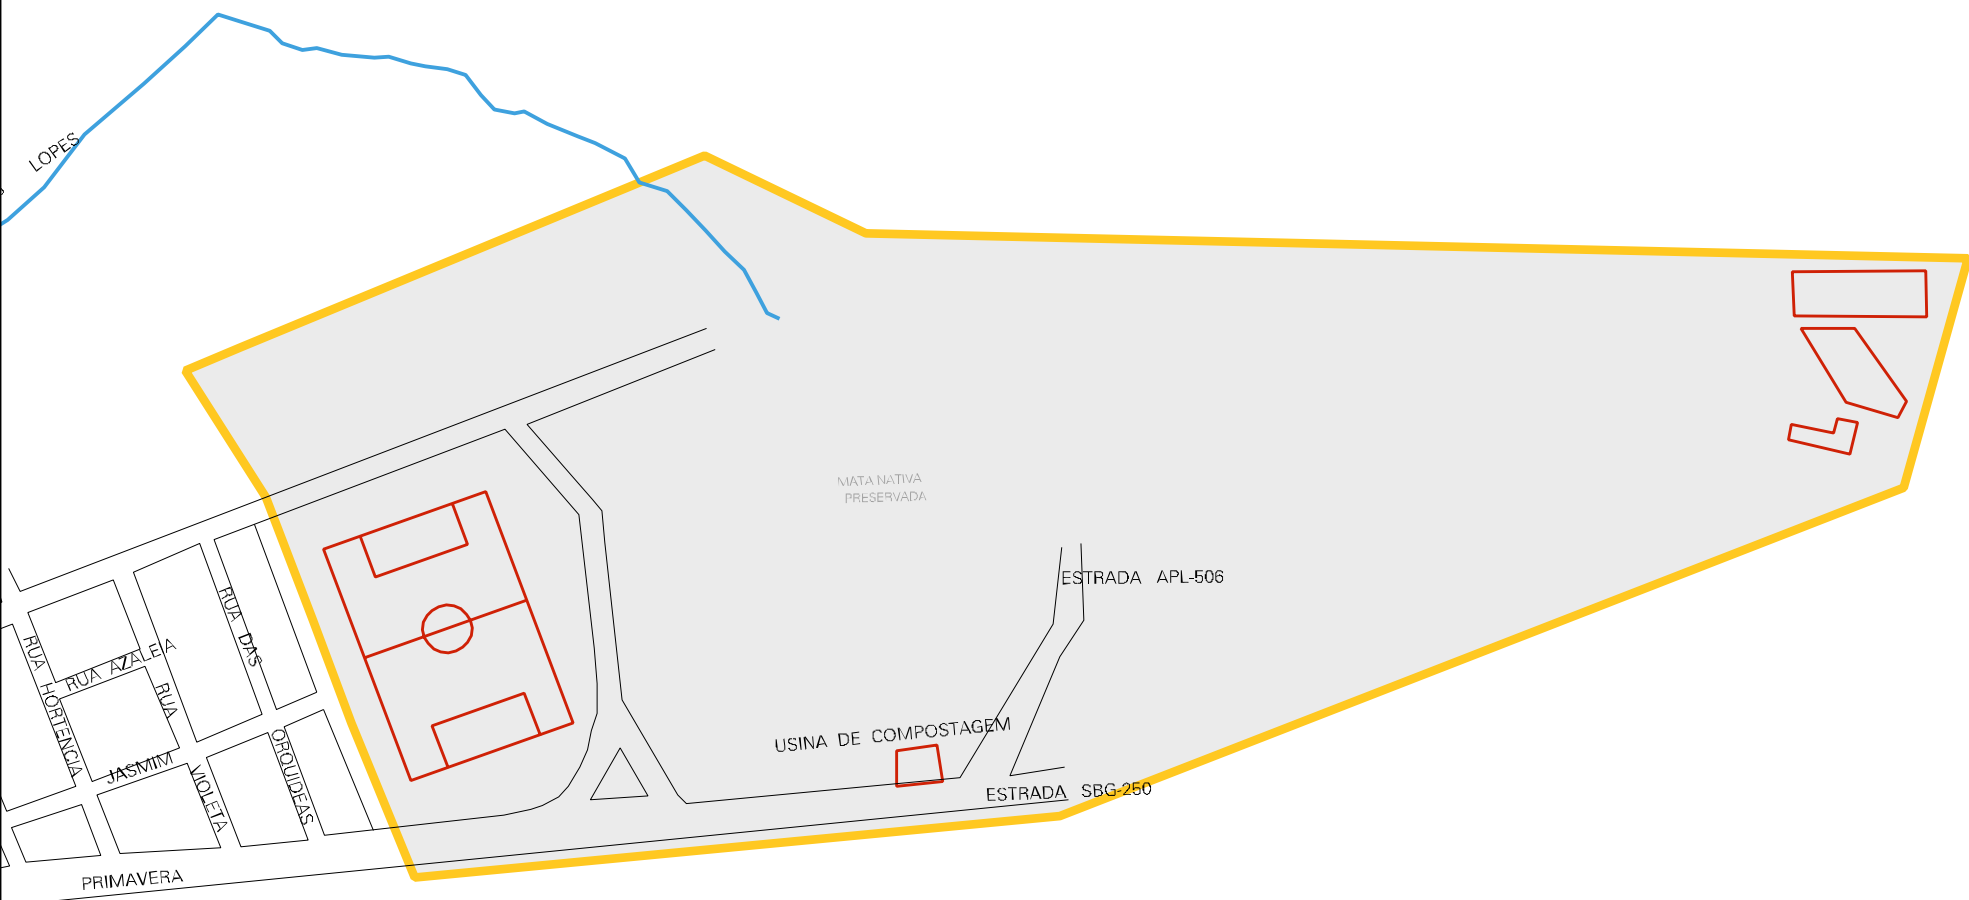 LOPES
MATA NATIVA
PRESERVADA
ESTRADA APL-506
RUA DAS
ORQUIDEAS
RUA HORTENCIA
RUA AZALEIA
RUA
VIOLETA
JASMIM
USINA DE COMPOSTAGEM
ESTRADA SBG-250
PRIMAVERA